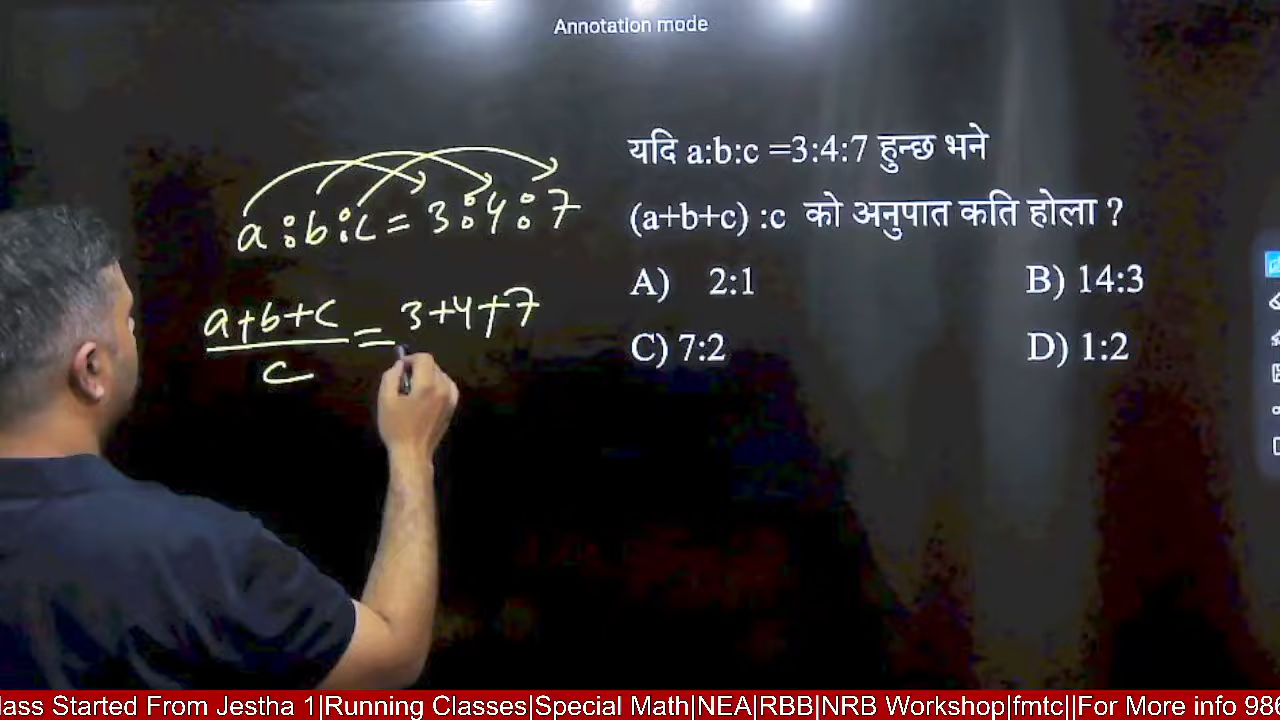 Annotation mode
यदि a:b:c =3:4:7 हुन्छ भने
(a+b+c) :c को अनुपात कति होला ?
A) 2:1
B) 14:3
C) 7:2
D) 1:2
a:b:c = 3:4:7
a+b+c = 3+4+7
c
lass Started From Jestha 1|Running Classes|Special Math|NEA|RBB|NRB Workshop|fmtc||For More info 986